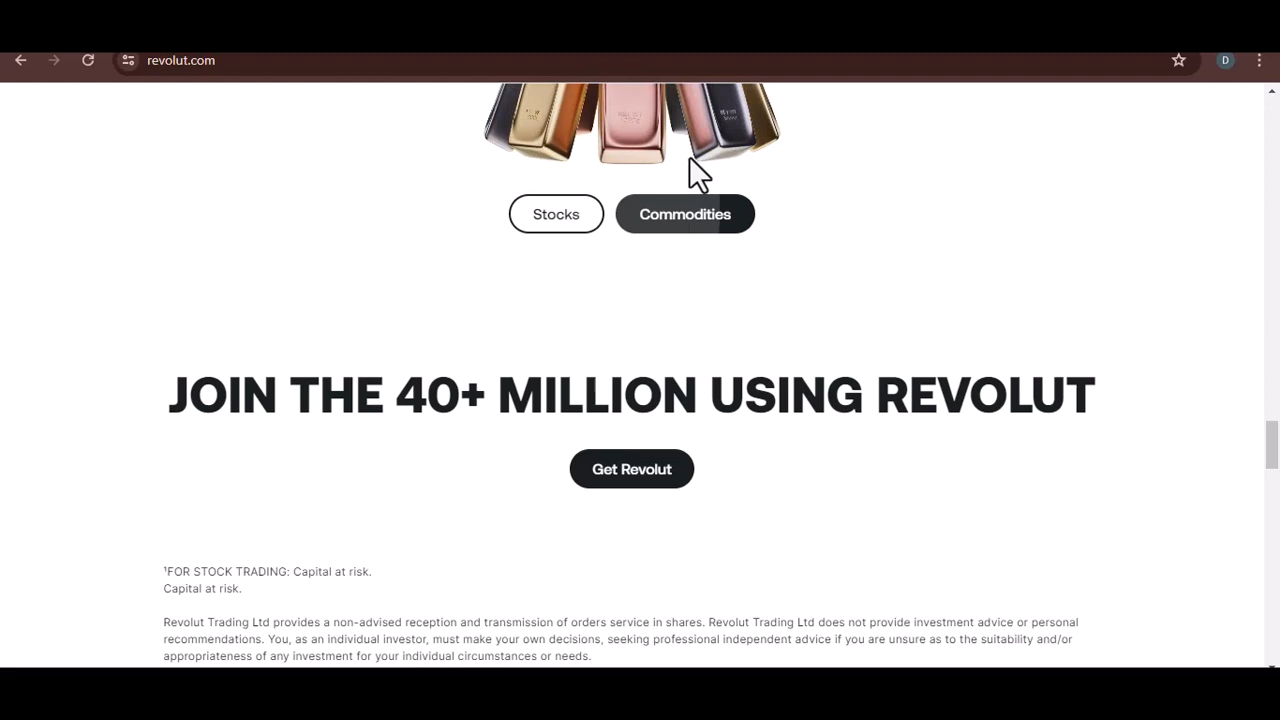 revolut.com
D
Stocks
Commodities
JOIN THE 40+ MILLION USING REVOLUT
Get Revolut
¹FOR STOCK TRADING: Capital at risk.
Capital at risk.
Revolut Trading Ltd provides a non-advised reception and transmission of orders service in shares. Revolut Trading Ltd does not provide investment advice or personal
recommendations. You, as an individual investor, must make your own decisions, seeking professional independent advice if you are unsure as to the suitability and/or
appropriateness of any investment for your individual circumstances or needs.